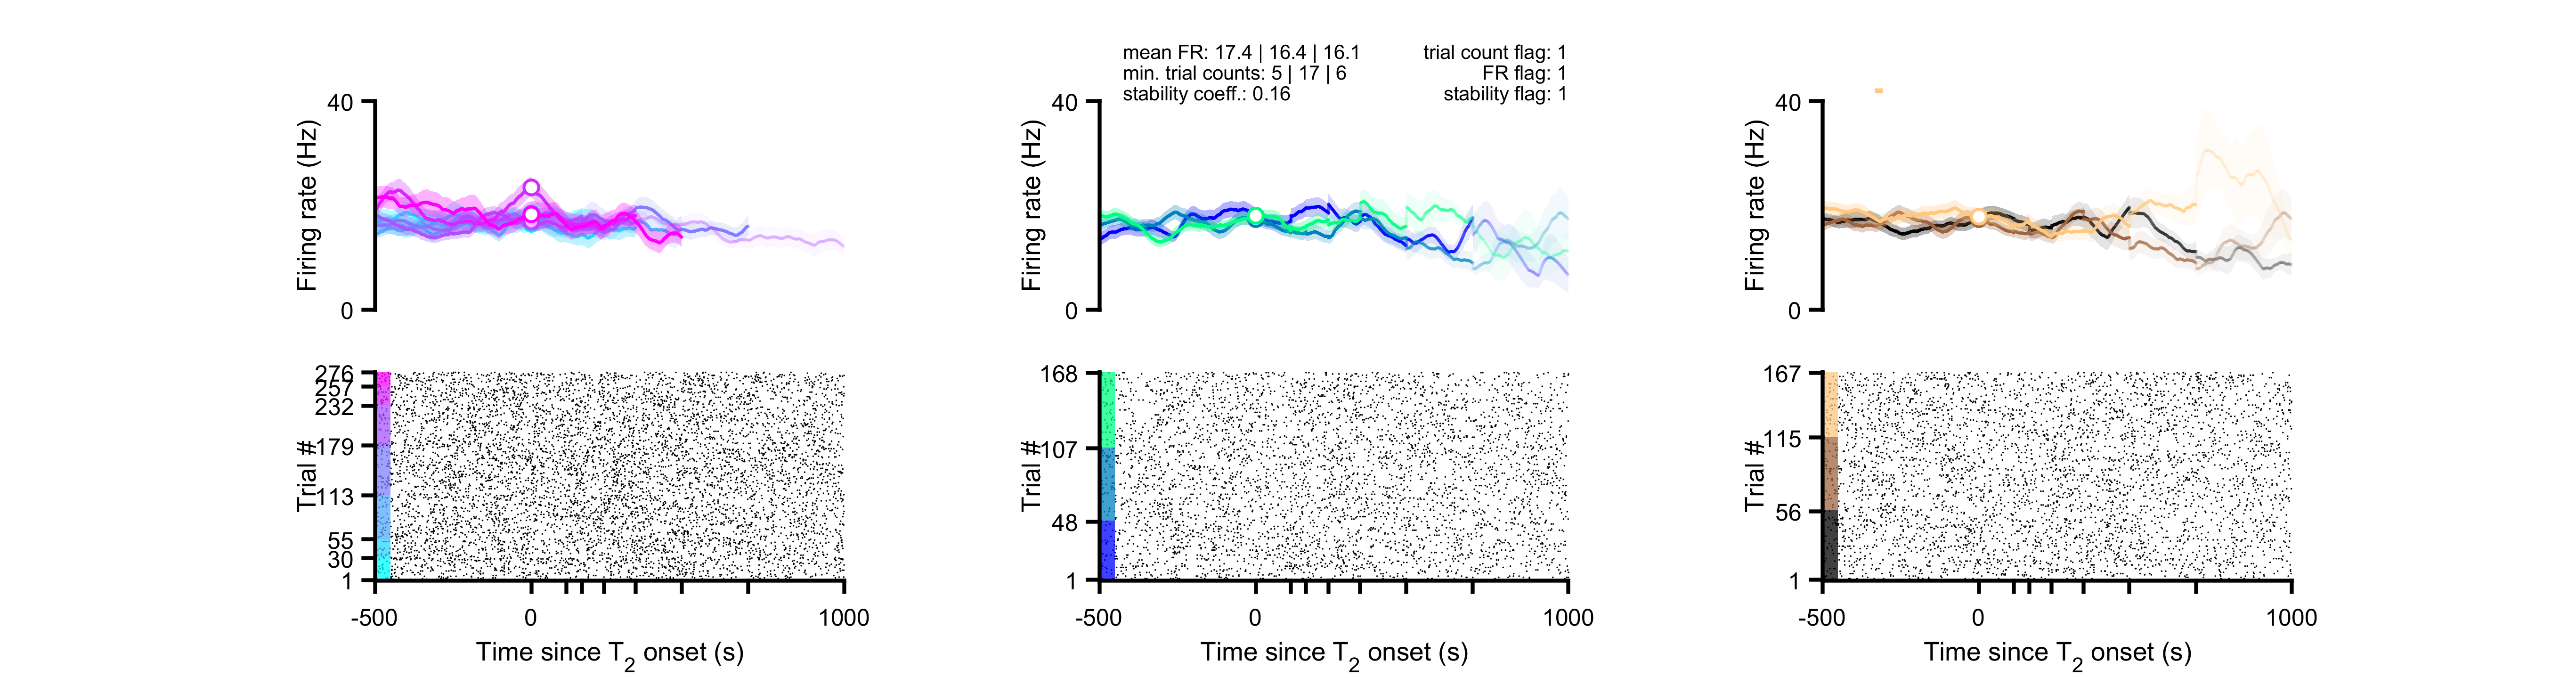 mean FR: 17.4 | 16.4 | 16.1
min. trial counts: 5 | 17 | 6
stability coeff.: 0.16
trial count flag: 1
FR flag: 1
stability flag: 1
40
Firing rate (Hz)
0
40
Firing rate (Hz)
0
40
Firing rate (Hz)
0
276
257
232
179
113
55
30
1
Trial #
-500
0
1000
Time since T2 onset (s)
168
107
48
1
Trial #
-500
0
1000
Time since T2 onset (s)
167
115
56
1
Trial #
-500
0
1000
Time since T2 onset (s)